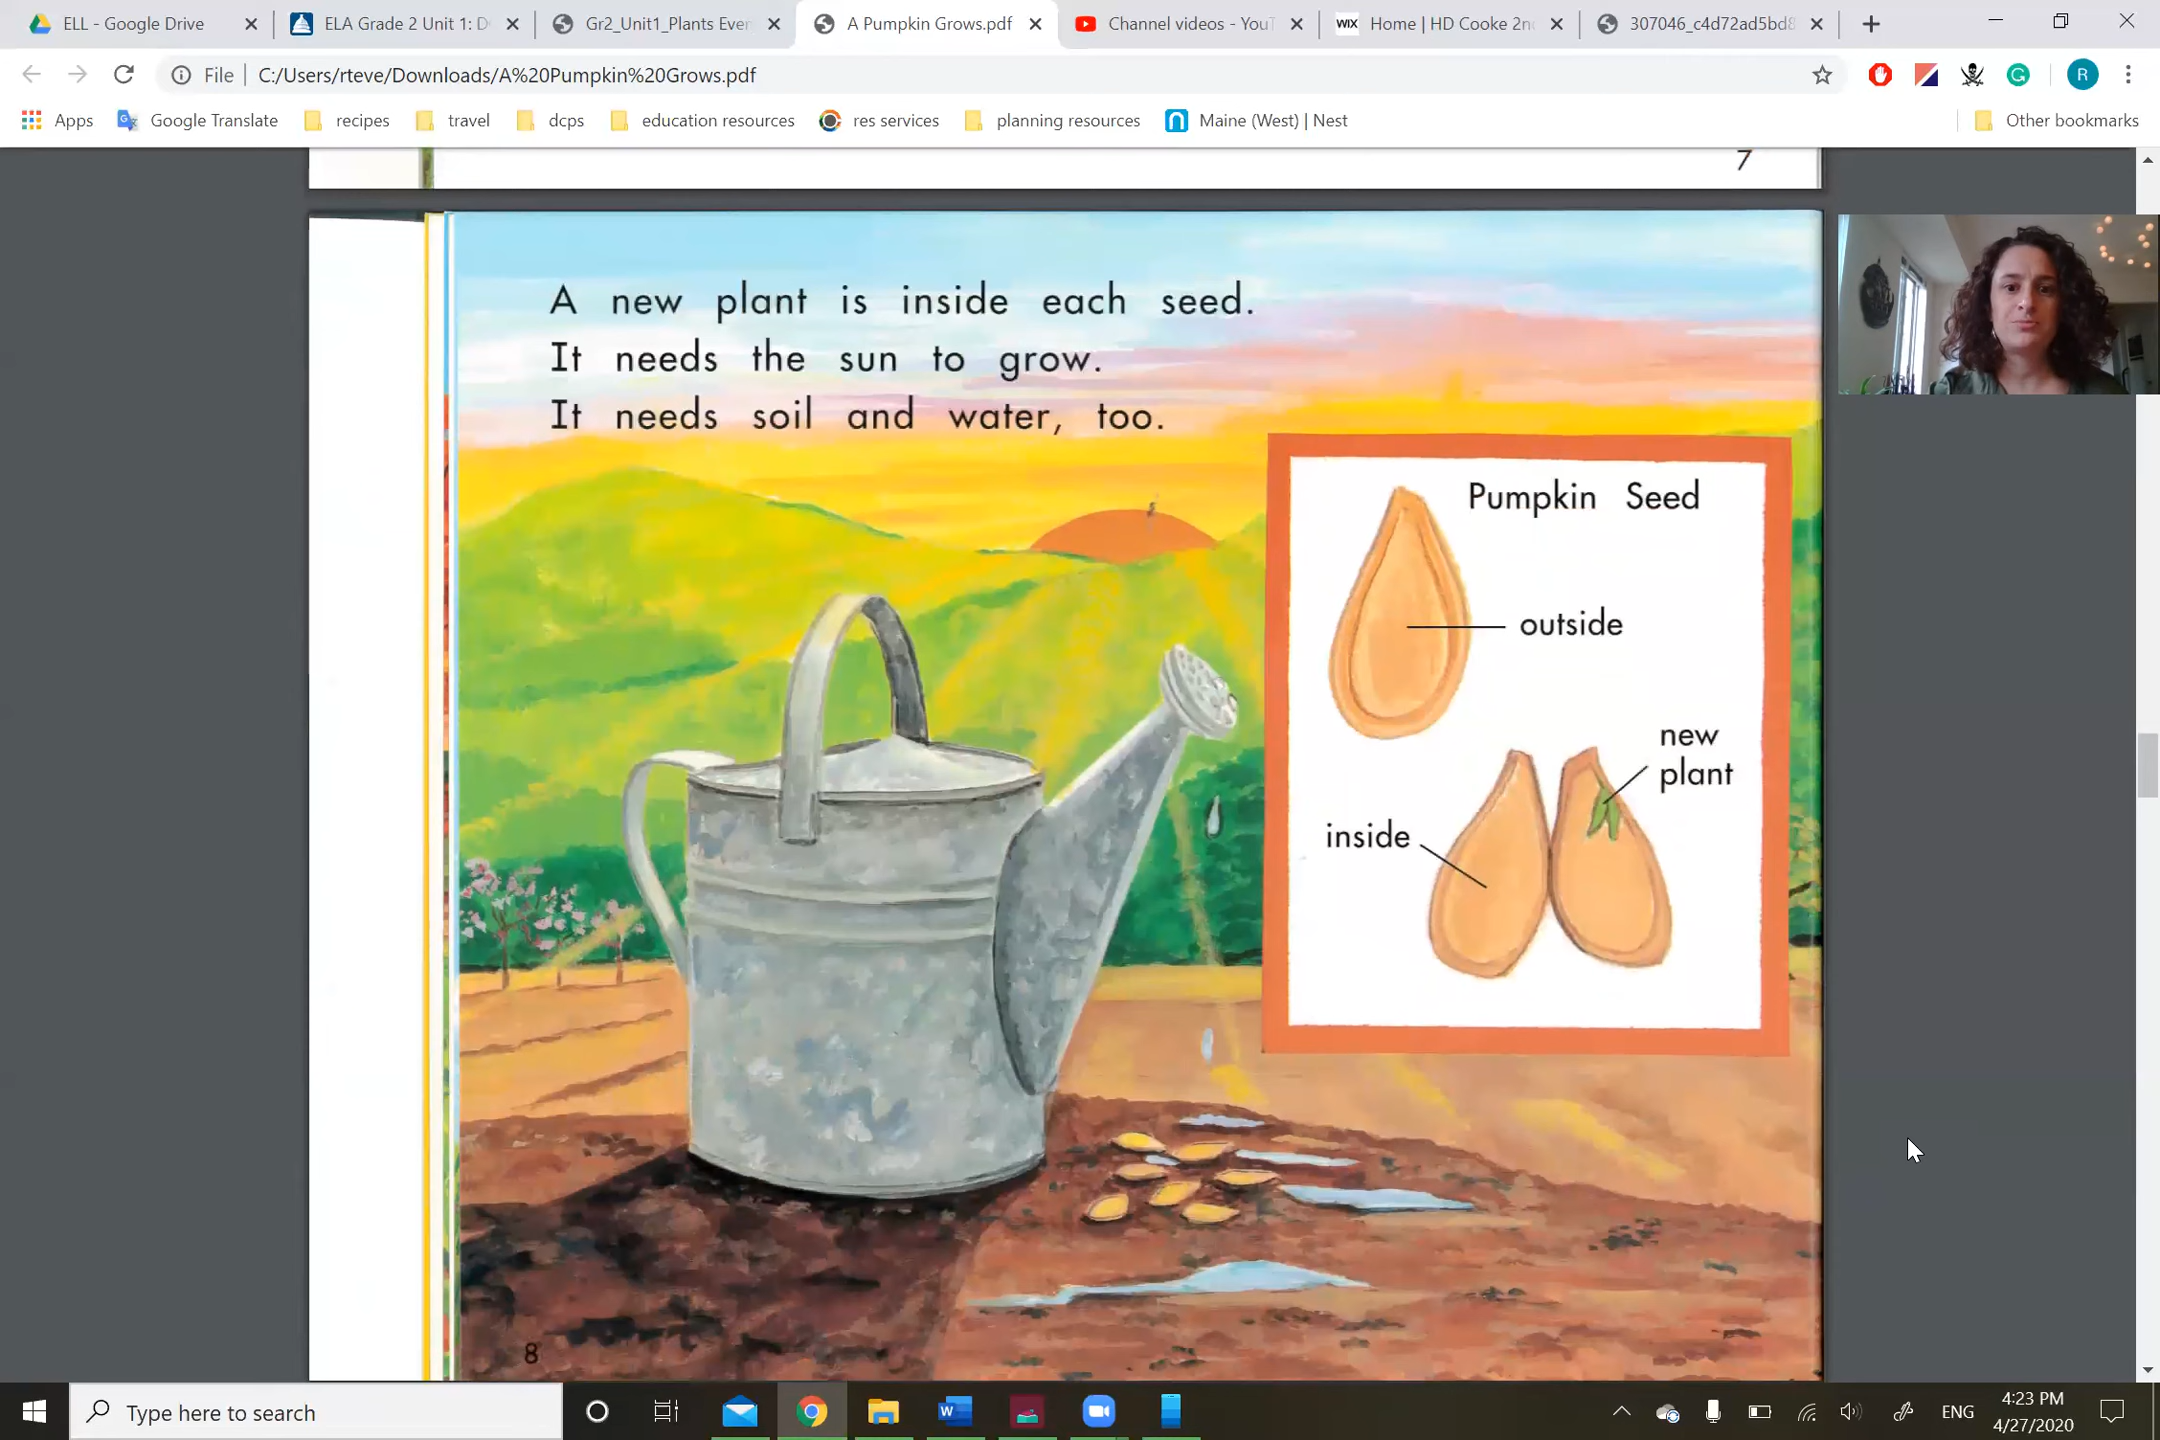 ELL - Google Drive
ELA Grade 2 Unit 1: D
Gr2_Unit1_Plants Even
A Pumpkin Grows.pdf
Channel videos - YouT
WIX Home | HD Cooke 2n
307046_c4d72ad5bd8
File C:/Users/rteve/Downloads/A%20Pumpkin%20Grows.pdf
R
Apps Google Translate recipes travel dcps education resources res services planning resources Maine (West) | Nest Other bookmarks
7
A new plant is inside each seed.
It needs the sun to grow.
It needs soil and water, too.
Pumpkin Seed
outside
new
plant
inside
8
Type here to search
ENG
4:23 PM
4/27/2020